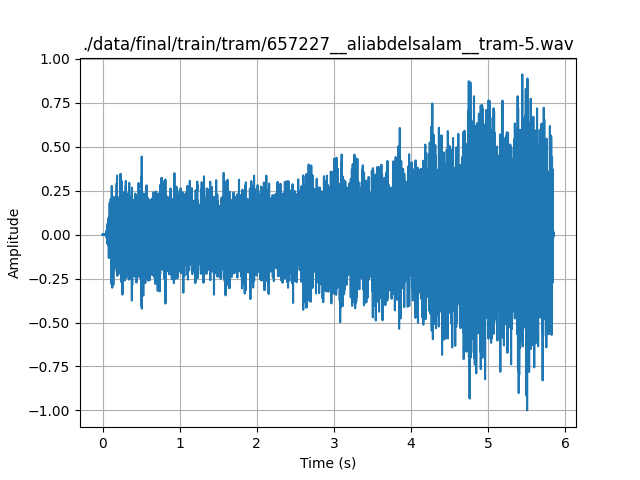 ./data/final/train/tram/657227__aliabdelsalam__tram-5.wav
1.00
0.75
0.50
0.25
0.00
−0.25
−0.50
−0.75
−1.00
Amplitude
0 1 2 3 4 5 6
Time (s)